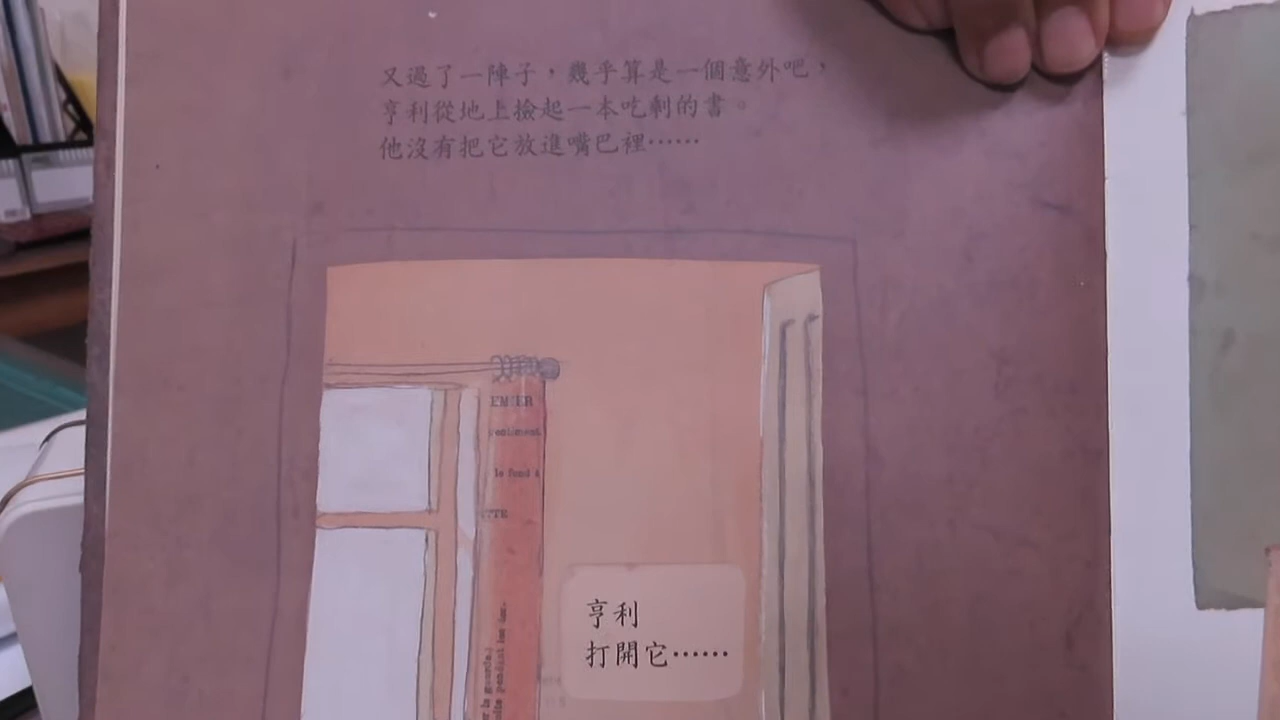 又過了一陣子，幾乎算是一個意外吧，
亨利從地上撿起一本吃剩的書。
他沒有把它放進嘴巴裡……
亨利
打開它……
le fond à